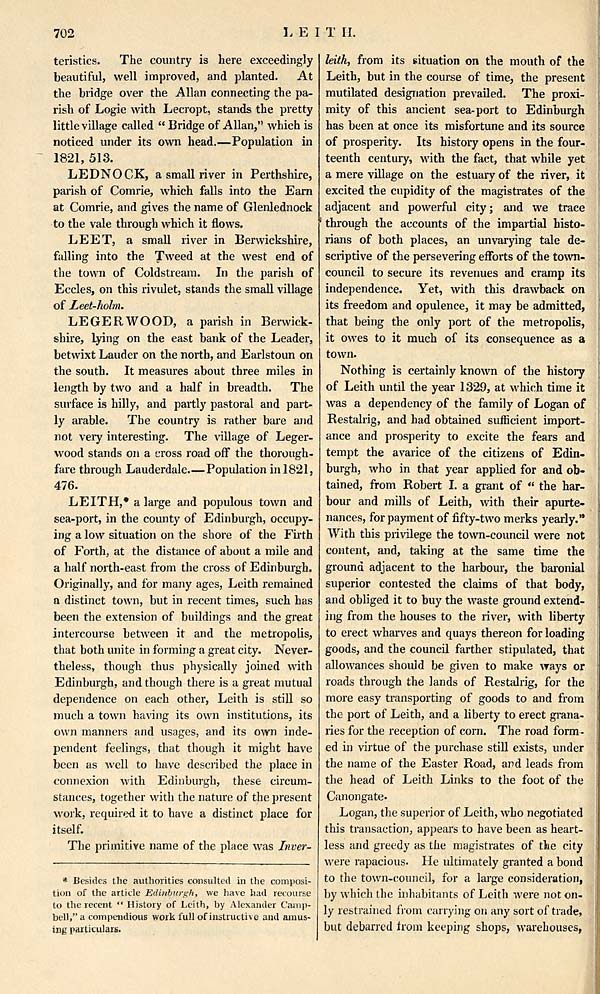 702
LEITH.
teristics. The country is here exceedingly
beautiful, well improved, and planted. At
the bridge over the Allan connecting the pa-
rish of Logie with Lecropt, stands the pretty
little village called “ Bridge of Allan,” which is
noticed under its own head.—Population in
1821, 513.
LEDNOCK, a small river in Perthshire,
parish of Comrie, which falls into the Earn
at Comrie, and gives the name of Glenlednock
to the vale through which it flows.
LEET, a small river in Berwickshire,
falling into the Tweed at the west end of
the town of Coldstream. In the parish of
Eccles, on this rivulet, stands the small village
of Leet-holm.
LEGERWOOD, a parish in Berwick-
shire, lying on the east bank of the Leader,
betwixt Lauder on the north, and Earlstoun on
the south. It measures about three miles in
length by two and a half in breadth. The
surface is hilly, and partly pastoral and part-
ly arable. The country is rather bare and
not very interesting. The village of Leger-
wood stands on a cross road off the thorough-
fare through Lauderdale.—Population in 1821,
476.
LEITH,* a large and populous town and
sea-port, in the county of Edinburgh, occupy-
ing a low situation on the shore of the Firth
of Forth, at the distance of about a mile and
a half north-east from the cross of Edinburgh.
Originally, and for many ages, Leith remained
a distinct town, but in recent times, such has
been the extension of buildings and the great
intercourse between it and the metropolis,
that both unite in forming a great city. Never-
theless, though thus physically joined with
Edinburgh, and though there is a great mutual
dependence on each other, Leith is still so
much a town having its own institutions, its
own manners and usages, and its own inde-
pendent feelings, that though it might have
been as well to have described the place in
connexion with Edinburgh, these circum-
stances, together with the nature of the present
work, required it to have a distinct place for
itself.
The primitive name of the place was Inver-
* Besides the authorities consulted in the composi-
tion of the article Edinburgh, we have had recourse
to the recent “ History of Leith, by Alexander Camp-
bell,” a compendious work full of instructive and amus-
ing particulars.
leith, from its situation on the mouth of the
Leith, but in the course of time, the present
mutilated designation prevailed. The proxi-
mity of this ancient sea-port to Edinburgh
has been at once its misfortune and its source
of prosperity. Its history opens in the four-
teenth century, with the fact, that while yet
a mere village on the estuary of the river, it
excited the cupidity of the magistrates of the
adjacent and powerful city; and we trace
through the accounts of the impartial histo-
rians of both places, an unvarying tale de-
scriptive of the persevering efforts of the town-
council to secure its revenues and cramp its
independence. Yet, with this drawback on
its freedom and opulence, it may be admitted,
that being the only port of the metropolis,
it owes to it much of its consequence as a
town.
Nothing is certainly known of the history
of Leith until the year 1329, at which time it
was a dependency of the family of Logan of
Restalrig, and had obtained sufficient import-
ance and prosperity to excite the fears and
tempt the avarice of the citizens of Edin-
burgh, who in that year applied for and ob-
tained, from Robert I. a grant of “ the har-
bour and mills of Leith, with their apurte-
nances, for payment of fifty-two merks yearly.”
With this privilege the town-council were not
content, and, taking at the same time the
ground adjacent to the harbour, the baronial
superior contested the claims of that body,
and obliged it to buy the waste ground extend-
ing from the houses to the river, with liberty
to erect wharves and quays thereon for loading
goods, and the council farther stipulated, that
allowances should be given to make ways or
roads through the lands of Restalrig, for the
more easy transporting of goods to and from
the port of Leith, and a liberty to erect grana-
ries for the reception of corn. The road form-
ed in virtue of the purchase still exists, under
the name of the Easter Road, and leads from
the head of Leith Links to the foot of the
Canongate.
Logan, the superior of Leith, who negotiated
this transaction, appears to have been as heart-
less and greedy as the magistrates of the city
were rapacious. He ultimately granted a bond
to the town-council, for a large consideration,
by which the inhabitants of Leith were not on-
ly restrained from carrying on any sort of trade,
but debarred from keeping shops, warehouses,